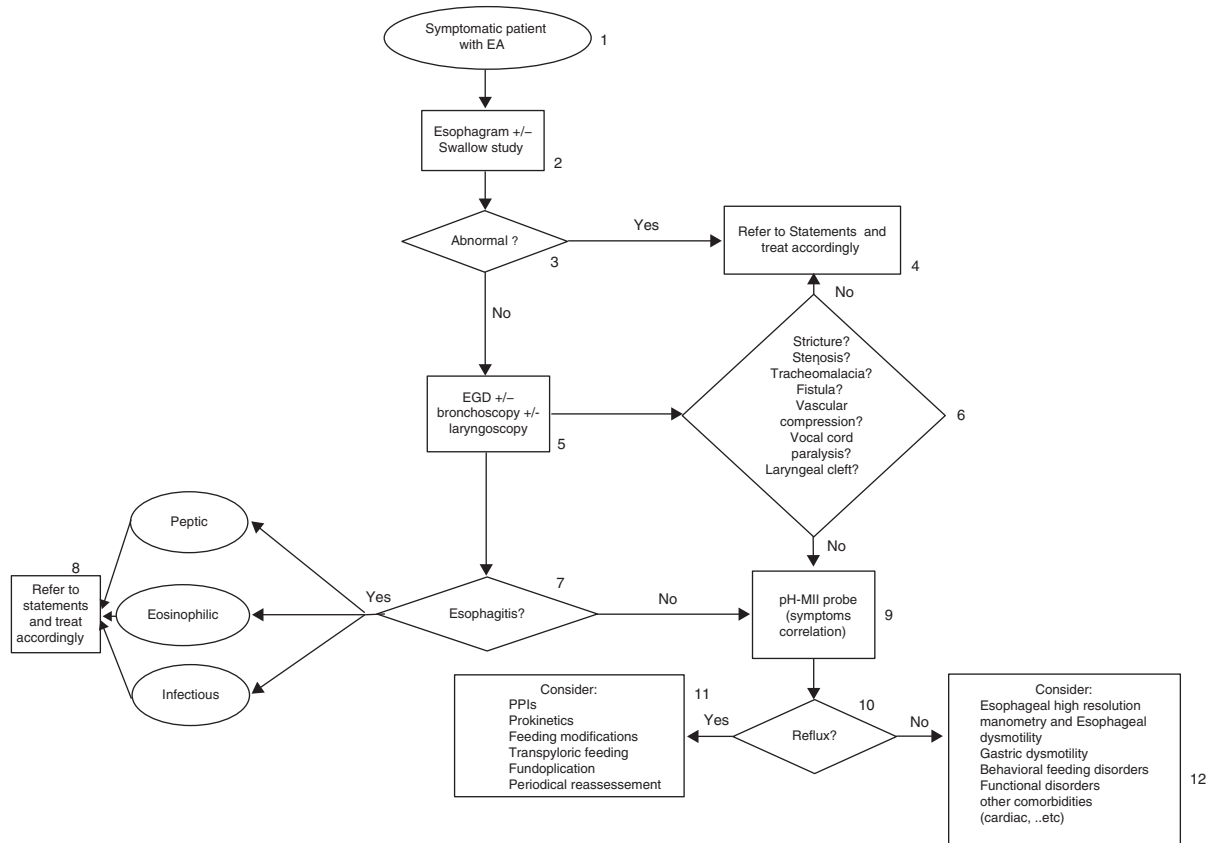 Symptomatic patient
with EA
1
Esophagram +/–
Swallow study
2
Abnormal ?
3
Yes
Refer to Statements and
treat accordingly
4
No
No
Stricture?
Stenosis?
Tracheomalacia?
Fistula?
Vascular
compression?
Vocal cord
paralysis?
Laryngeal cleft?
6
EGD +/–
bronchoscopy +/-
laryngoscopy
5
No
Peptic
Eosinophilic
Infectious
8
Refer to
statements
and treat
accordingly
Yes
Esophagitis?
7
No
pH-MII probe
(symptoms
correlation)
9
Consider:
PPIs
Prokinetics
Feeding modifications
Transpyloric feeding
Fundoplication
Periodical reassessement
11
Yes
Reflux?
10
No
Consider:
Esophageal high resolution
manometry and Esophageal
dysmotility
Gastric dysmotility
Behavioral feeding disorders
Functional disorders
other comorbidities
(cardiac, ..etc)
12